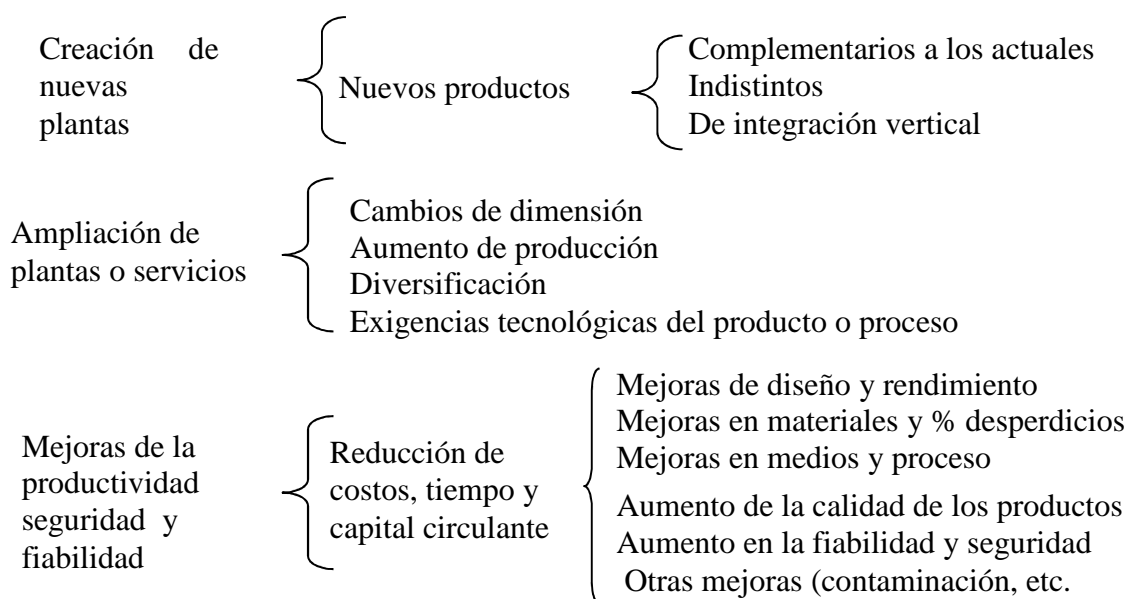 Creación de
nuevas
plantas
Nuevos productos
Complementarios a los actuales
Indistintos
De integración vertical
Ampliación de
plantas o servicios
Cambios de dimensión
Aumento de producción
Diversificación
Exigencias tecnológicas del producto o proceso
Mejoras de la
productividad
seguridad y
fiabilidad
Reducción de
costos, tiempo y
capital circulante
Mejoras de diseño y rendimiento
Mejoras en materiales y % desperdicios
Mejoras en medios y proceso
Aumento de la calidad de los productos
Aumento en la fiabilidad y seguridad
Otras mejoras (contaminación, etc.